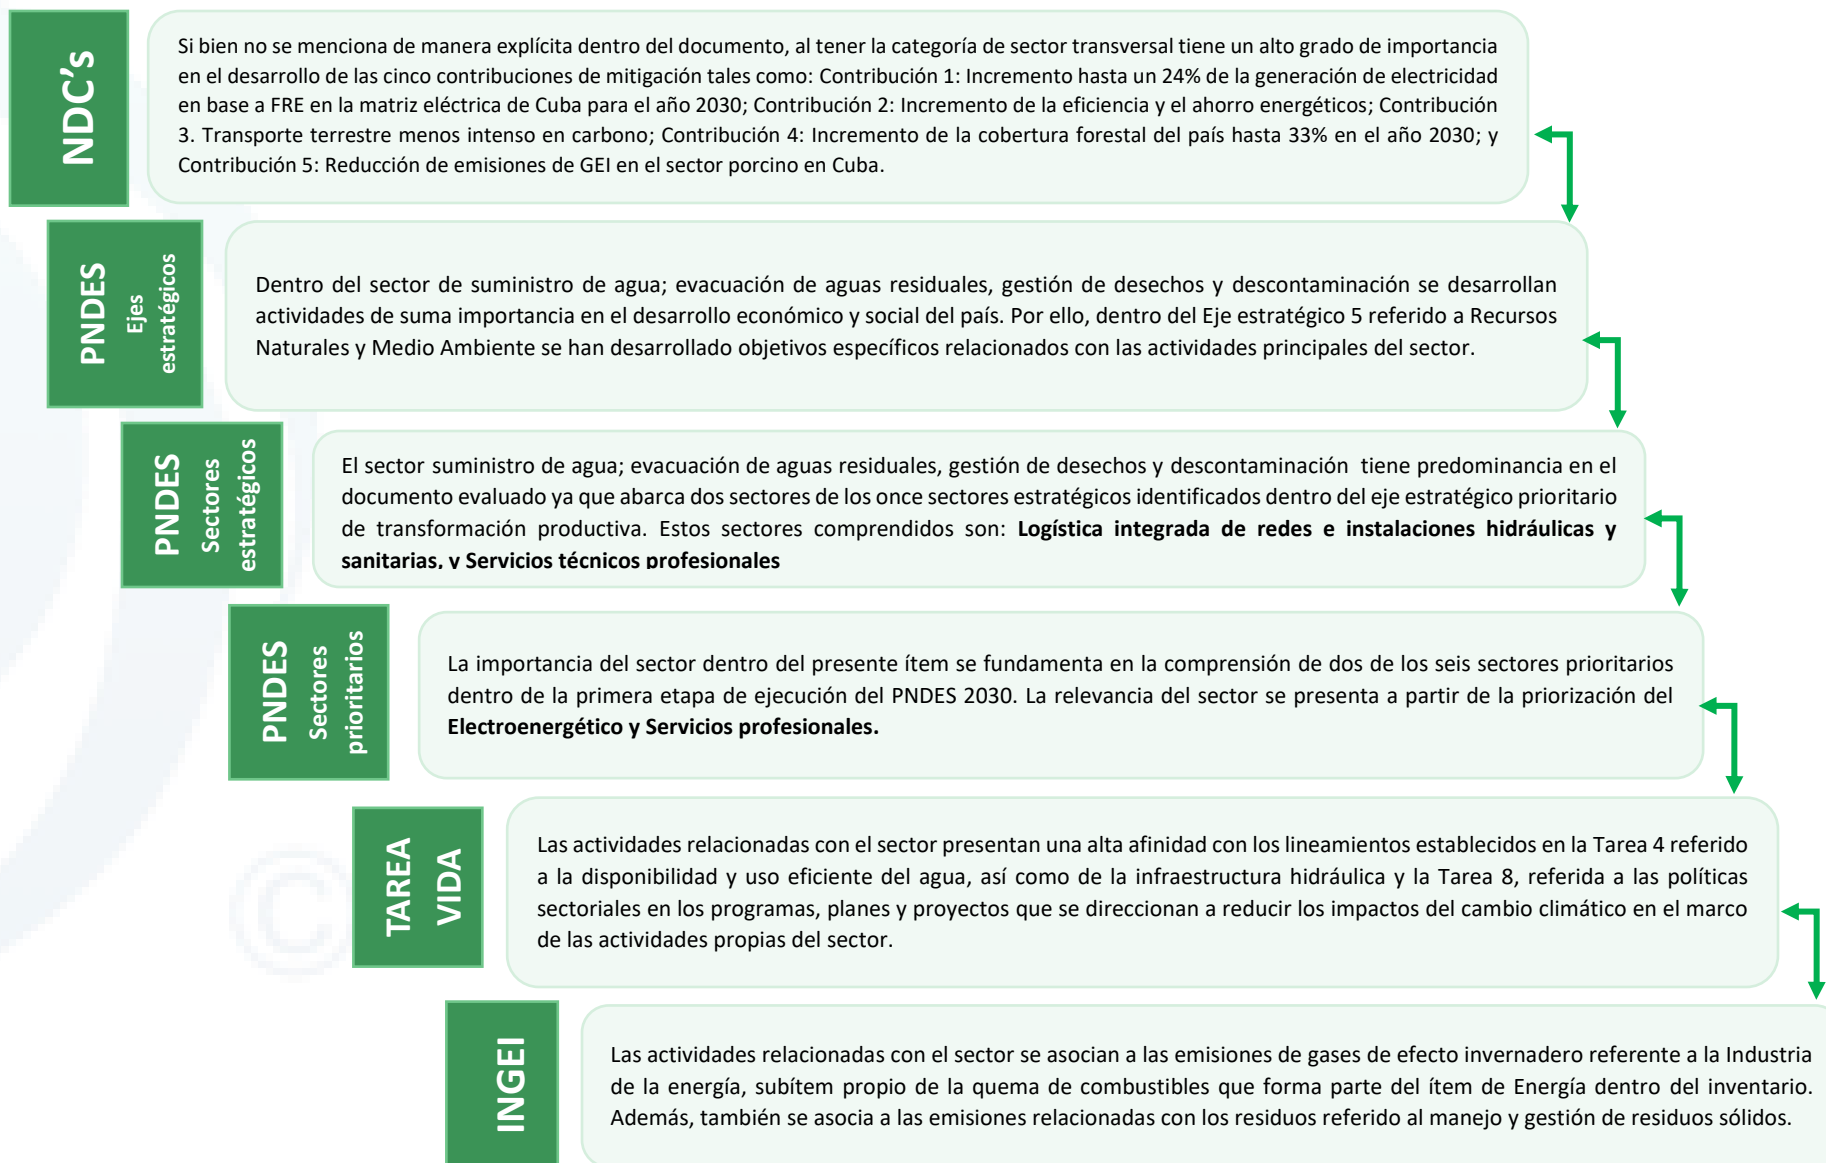 NDC's
Si bien no se menciona de manera explícita dentro del documento, al tener la categoría de sector transversal tiene un alto grado de importancia
en el desarrollo de las cinco contribuciones de mitigación tales como: Contribución 1: Incremento hasta un 24% de la generación de electricidad
en base a FRE en la matriz eléctrica de Cuba para el año 2030; Contribución 2: Incremento de la eficiencia y el ahorro energéticos; Contribución
3. Transporte terrestre menos intenso en carbono; Contribución 4: Incremento de la cobertura forestal del país hasta 33% en el año 2030; y
Contribución 5: Reducción de emisiones de GEI en el sector porcino en Cuba.
PNDES
Ejes
estratégicos
Dentro del sector de suministro de agua; evacuación de aguas residuales, gestión de desechos y descontaminación se desarrollan
actividades de suma importancia en el desarrollo económico y social del país. Por ello, dentro del Eje estratégico 5 referido a Recursos
Naturales y Medio Ambiente se han desarrollado objetivos específicos relacionados con las actividades principales del sector.
PNDES
Sectores
estratégicos
El sector suministro de agua; evacuación de aguas residuales, gestión de desechos y descontaminación tiene predominancia en el
documento evaluado ya que abarca dos sectores de los once sectores estratégicos identificados dentro del eje estratégico prioritario
de transformación productiva. Estos sectores comprendidos son: Logística integrada de redes e instalaciones hidráulicas y
sanitarias, y Servicios técnicos profesionales
PNDES
Sectores
prioritarios
La importancia del sector dentro del presente ítem se fundamenta en la comprensión de dos de los seis sectores prioritarios
dentro de la primera etapa de ejecución del PNDES 2030. La relevancia del sector se presenta a partir de la priorización del
Electroenergético y Servicios profesionales.
TAREA
VIDA
Las actividades relacionadas con el sector presentan una alta afinidad con los lineamientos establecidos en la Tarea 4 referido
a la disponibilidad y uso eficiente del agua, así como de la infraestructura hidráulica y la Tarea 8, referida a las políticas
sectoriales en los programas, planes y proyectos que se direccionan a reducir los impactos del cambio climático en el marco
de las actividades propias del sector.
©
INGEI
Las actividades relacionadas con el sector se asocian a las emisiones de gases de efecto invernadero referente a la Industria
de la energía, subítem propio de la quema de combustibles que forma parte del ítem de Energía dentro del inventario.
Además, también se asocia a las emisiones relacionadas con los residuos referido al manejo y gestión de residuos sólidos.